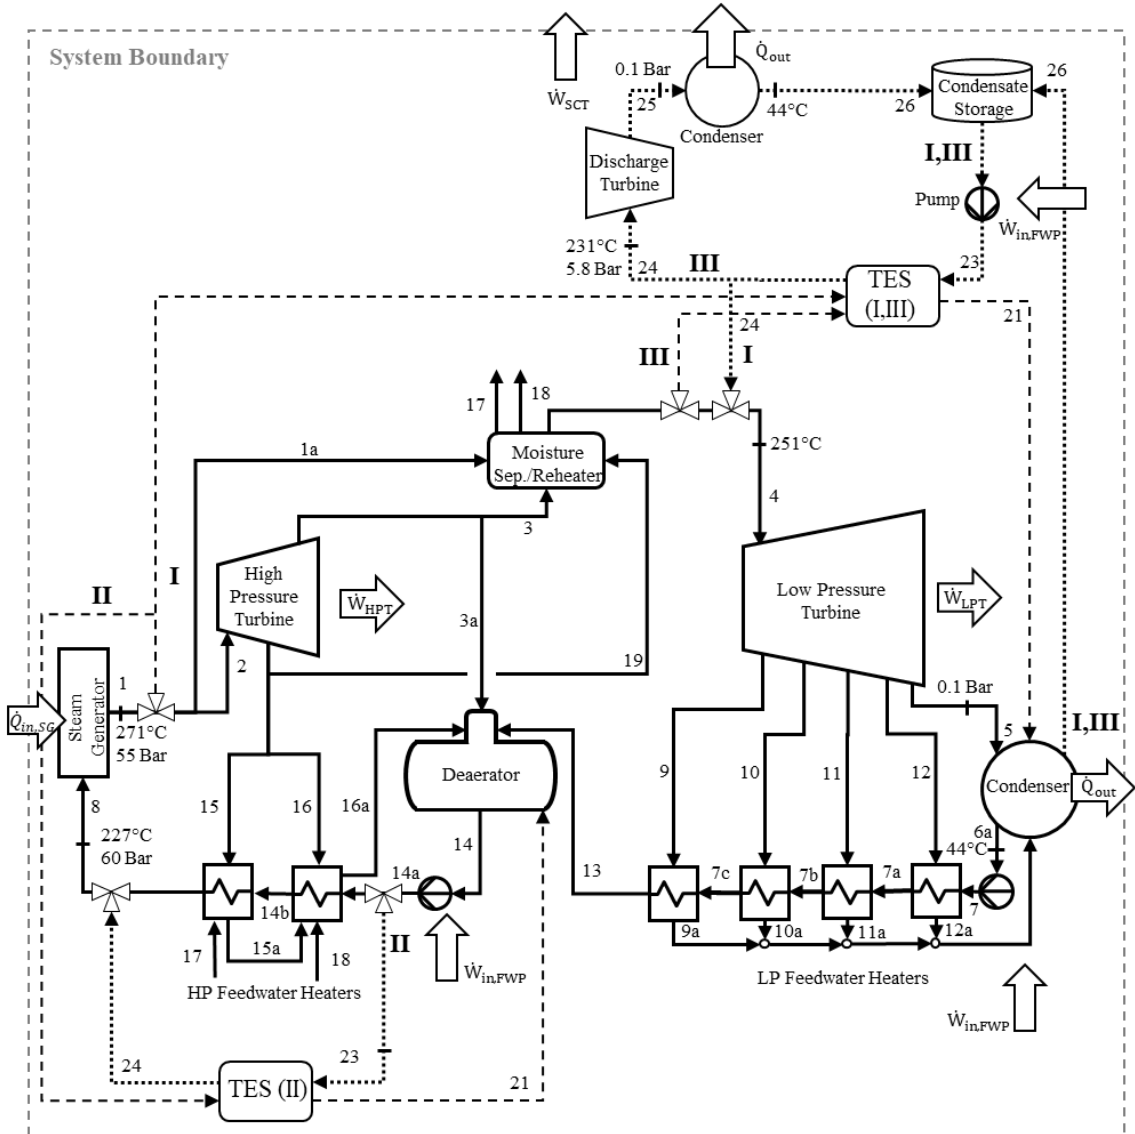 System Boundary
Ẇ_SCT
0.1 Bar
25
Q̇_out
44°C
Condenser
26
26
Condensate
Storage
I,III
Discharge
Turbine
Pump
Ẇ_in,FWP
231°C
5.8 Bar
24
III
23
TES
(I,III)
21
24
III
I
17
18
1a
Moisture
Sep./Reheater
251°C
4
3
High
Pressure
Turbine
Ẇ_HPT
3a
Low Pressure
Turbine
Ẇ_LPT
II
I
2
19
1
Q̇_in,SG
Steam
Generator
271°C
55 Bar
0.1 Bar
5
I,III
Condenser
Q̇_out
8
15
16
16a
Deaerator
9
10
11
12
6a
44°C
227°C
60 Bar
14
14a
13
7c
7b
7a
7
14b
17
15a
18
II
9a
10a
11a
12a
HP Feedwater Heaters
Ẇ_in,FWP
LP Feedwater Heaters
Ẇ_in,FWP
24
23
TES (II)
21